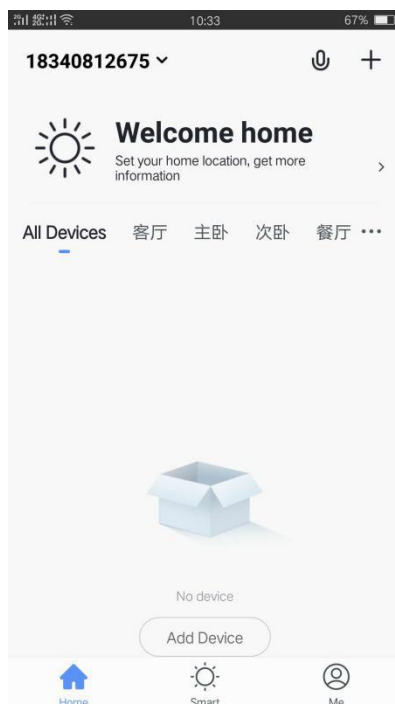 10:33
67%
18340812675
Welcome home
Set your home location, get more
information
All Devices 客厅 主卧 次卧 餐厅 •••
No device
Add Device
Home Smart Me